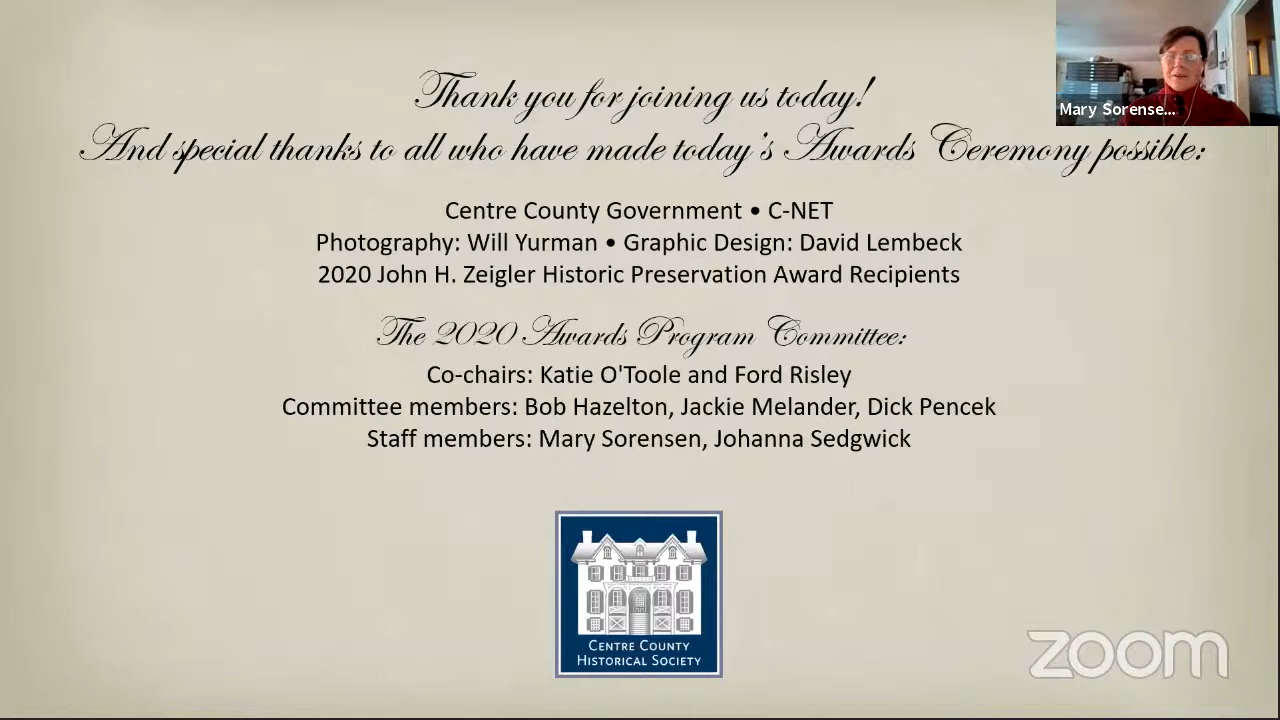 Mary Sorense...
Thank you for joining us today!
And special thanks to all who have made today's Awards Ceremony possible:
Centre County Government • C-NET
Photography: Will Yurman • Graphic Design: David Lembeck
2020 John H. Zeigler Historic Preservation Award Recipients
The 2020 Awards Program Committee:
Co-chairs: Katie O'Toole and Ford Risley
Committee members: Bob Hazelton, Jackie Melander, Dick Pencek
Staff members: Mary Sorensen, Johanna Sedgwick
CENTRE COUNTY
HISTORICAL SOCIETY
zoom